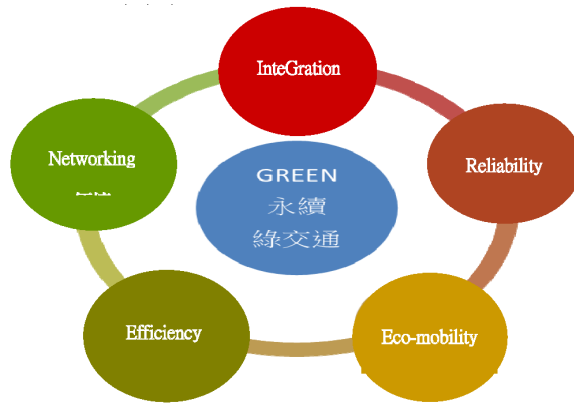 InteGration
Networking
Reliability
GREEN
永續
綠交通
Efficiency
Eco-mobility